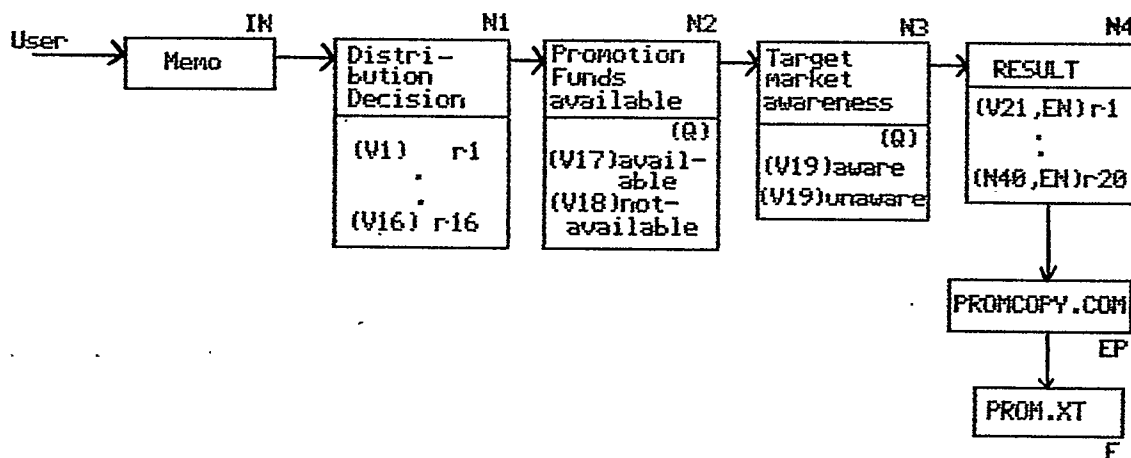 User
IN
Memo
N1
Distri-
bution
Decision
(V1) r1
.
.
(V16) r16
N2
Promotion
Funds
available
(Q)
(V17)avail-
able
(V18)not-
available
N3
Target
market
awareness
(Q)
(V19)aware
(V19)unaware
N4
RESULT
(V21,EN)r1
.
.
(N40,EN)r20
PROMCOPY.COM
EP
PROM.XT
F